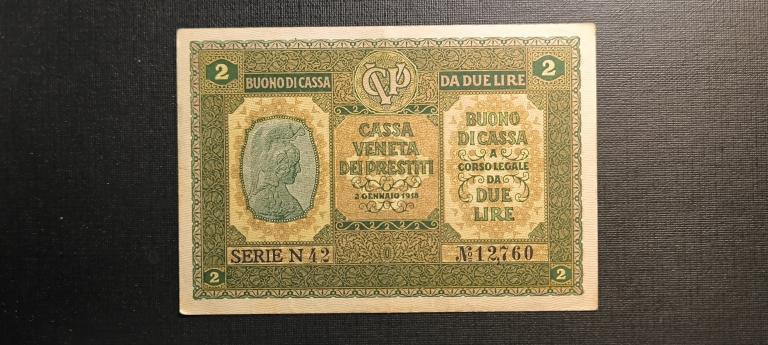 2
BUONO DI CASSA
CVP
DA DUE LIRE
2
CASSA
VENETA
DEI PRESTITI
2 GENNAIO 1918
BUONO
DI CASSA
A
CORSO LEGALE
DA
DUE
LIRE
SERIE N 42
No 12,760
2
2